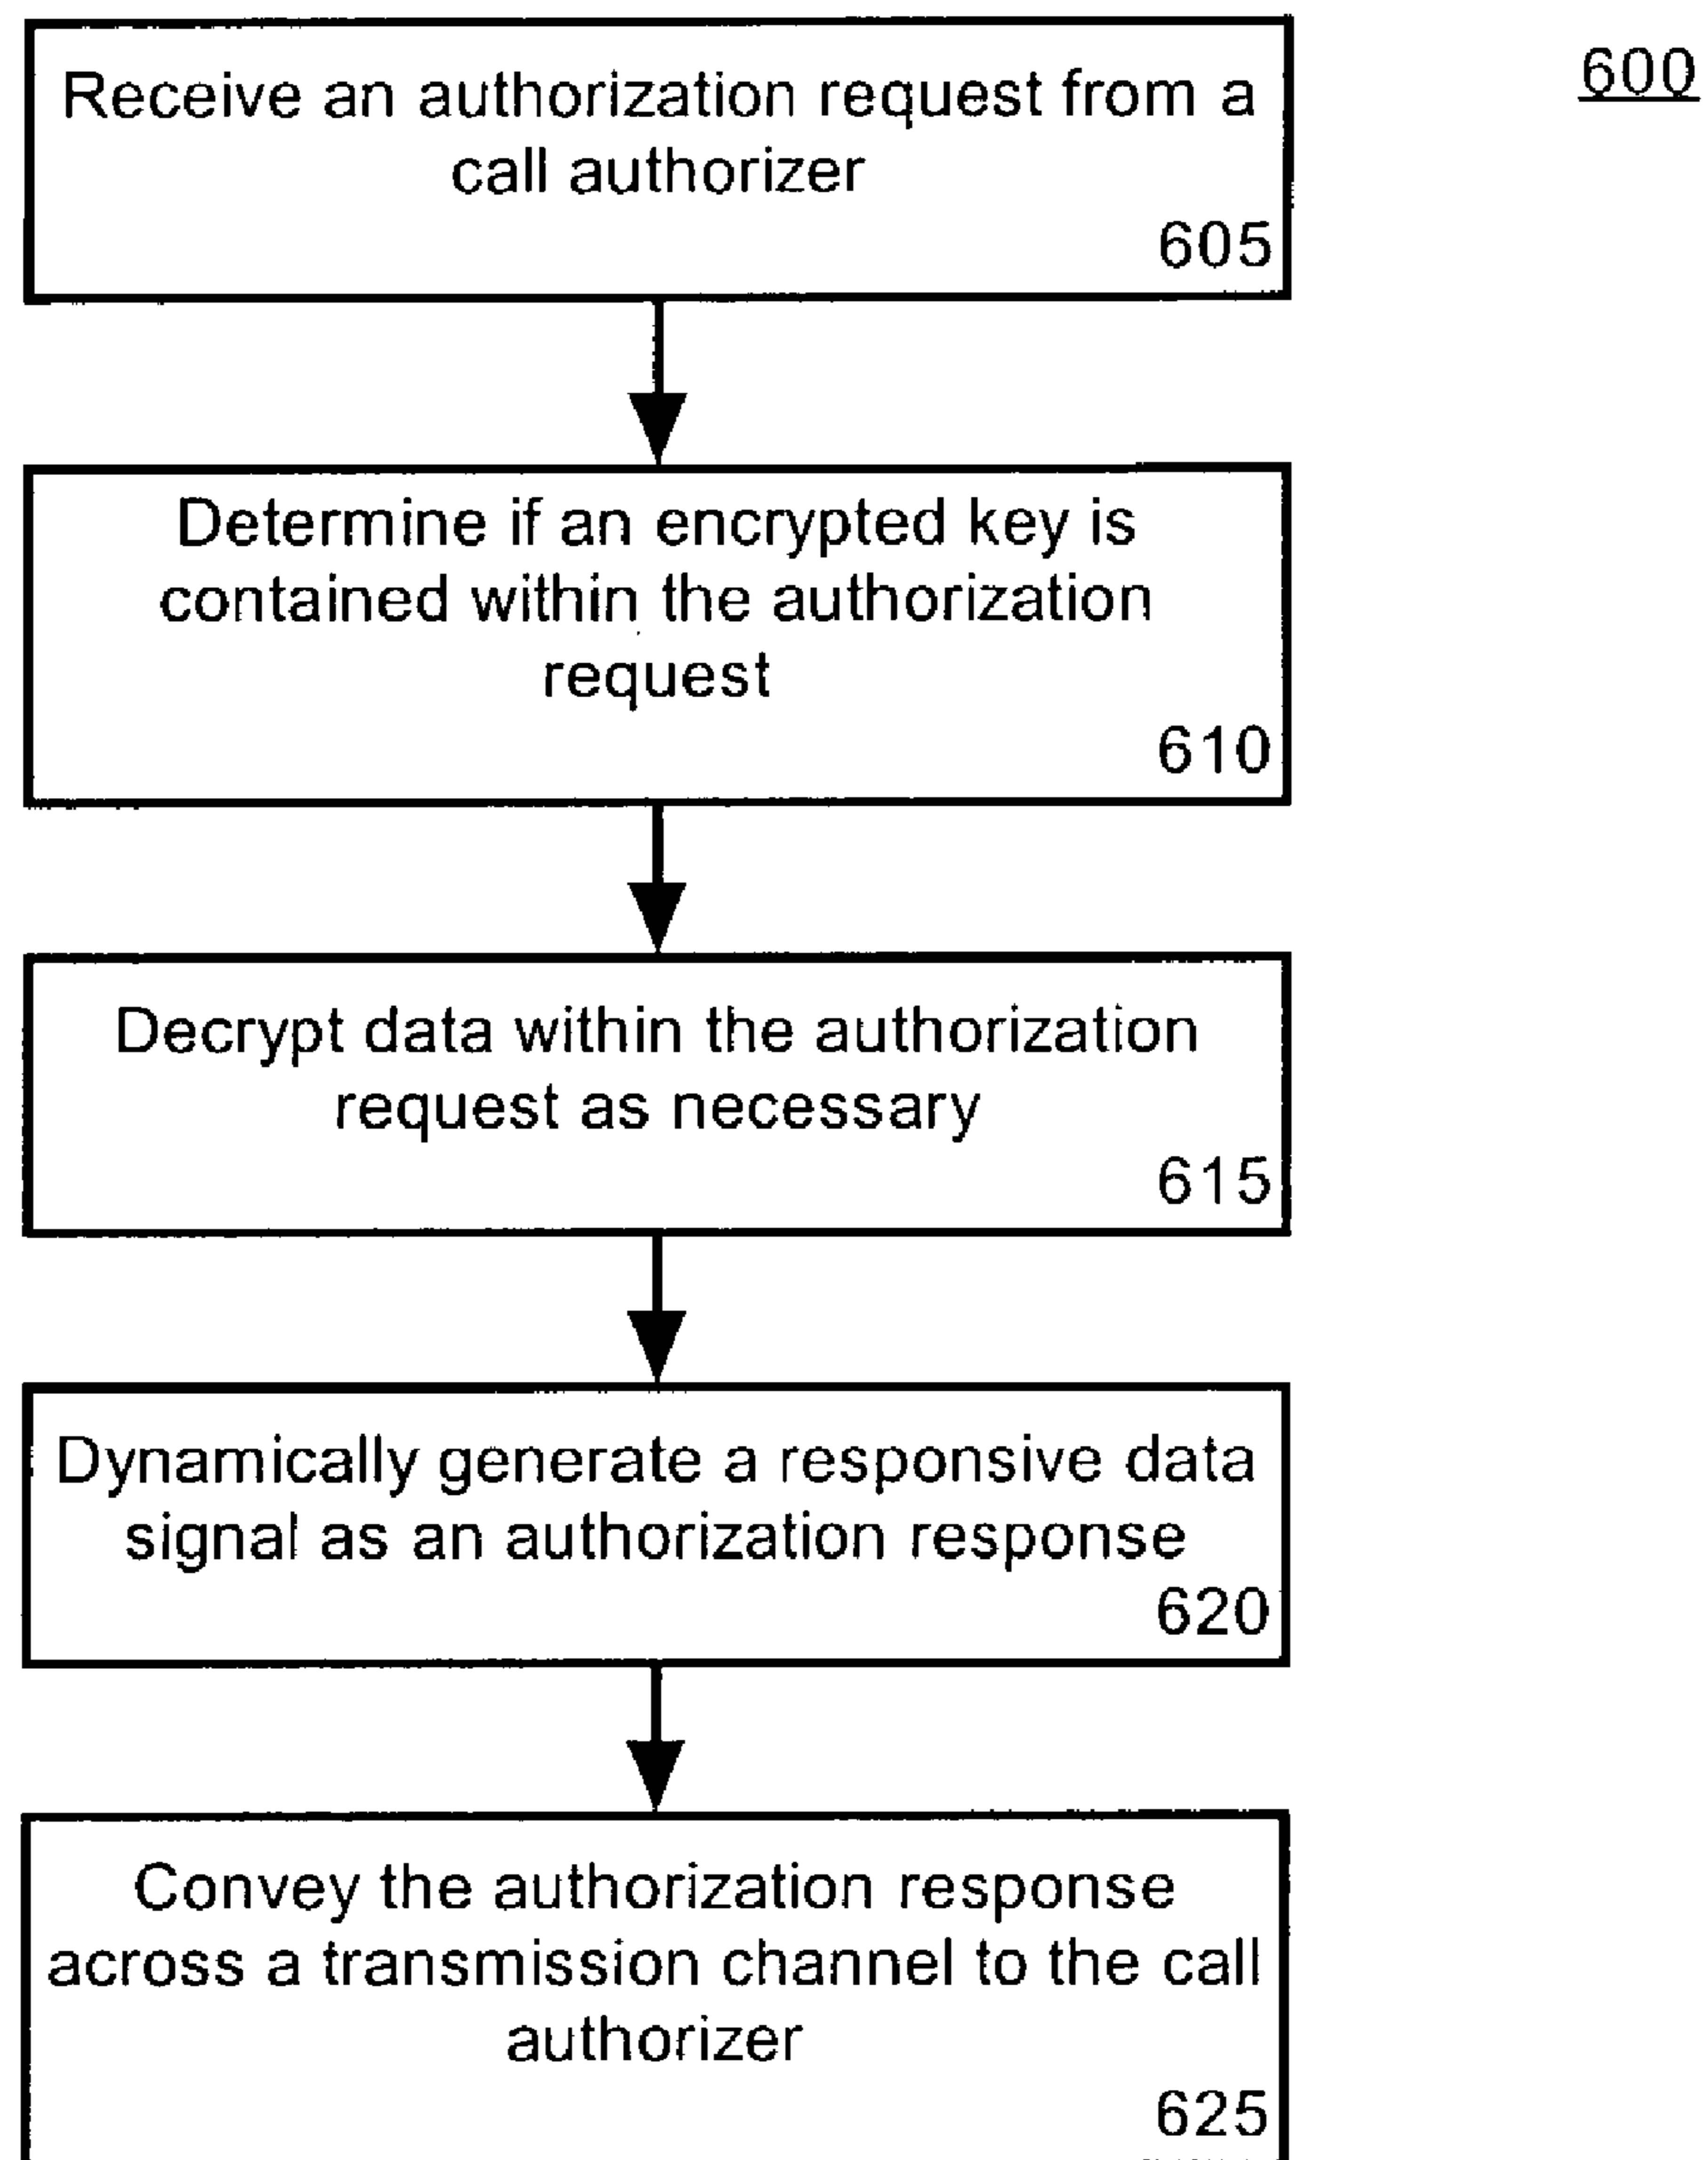 600
Receive an authorization request from a
call authorizer
605
Determine if an encrypted key is
contained within the authorization
request
610
Decrypt data within the authorization
request as necessary
615
Dynamically generate a responsive data
signal as an authorization response
620
Convey the authorization response
across a transmission channel to the call
authorizer
625